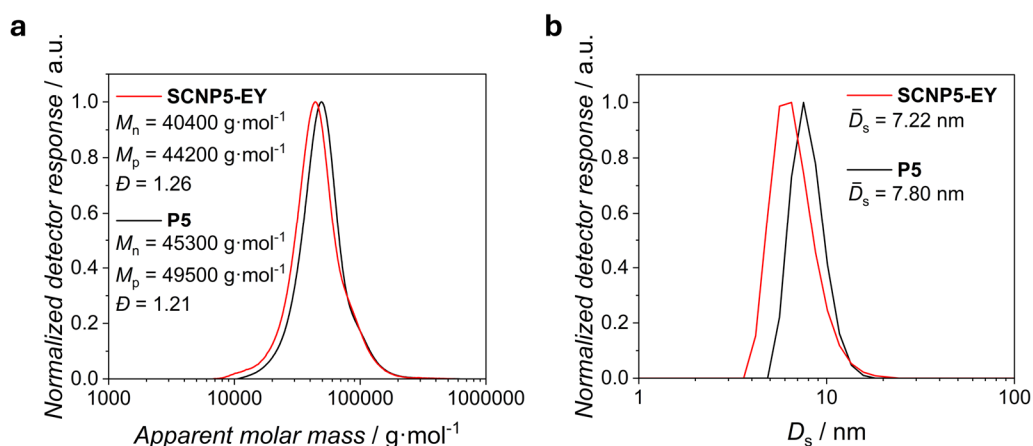 a
Normalized detector response / a.u.
1.0
0.8
0.6
0.4
0.2
0.0
SCNP5-EY
Mn = 40400 g·mol-1
Mp = 44200 g·mol-1
Đ = 1.26
P5
Mn = 45300 g·mol-1
Mp = 49500 g·mol-1
Đ = 1.21
1000 10000 100000 1000000
Apparent molar mass / g·mol-1
b
Normalized detector response / a.u.
1.0
0.8
0.6
0.4
0.2
0.0
SCNP5-EY
D̄s = 7.22 nm
P5
D̄s = 7.80 nm
1 10 100
Ds / nm